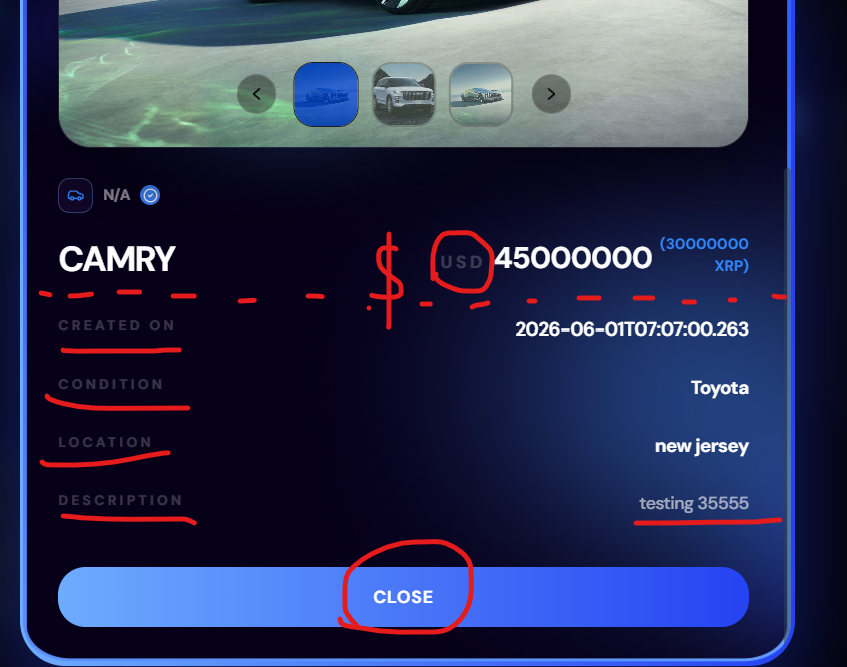 N/A
CAMRY $ USD 45000000 (30000000
XRP)
CREATED ON 2026-06-01T07:07:00.263
CONDITION Toyota
LOCATION new jersey
DESCRIPTION testing 35555
CLOSE